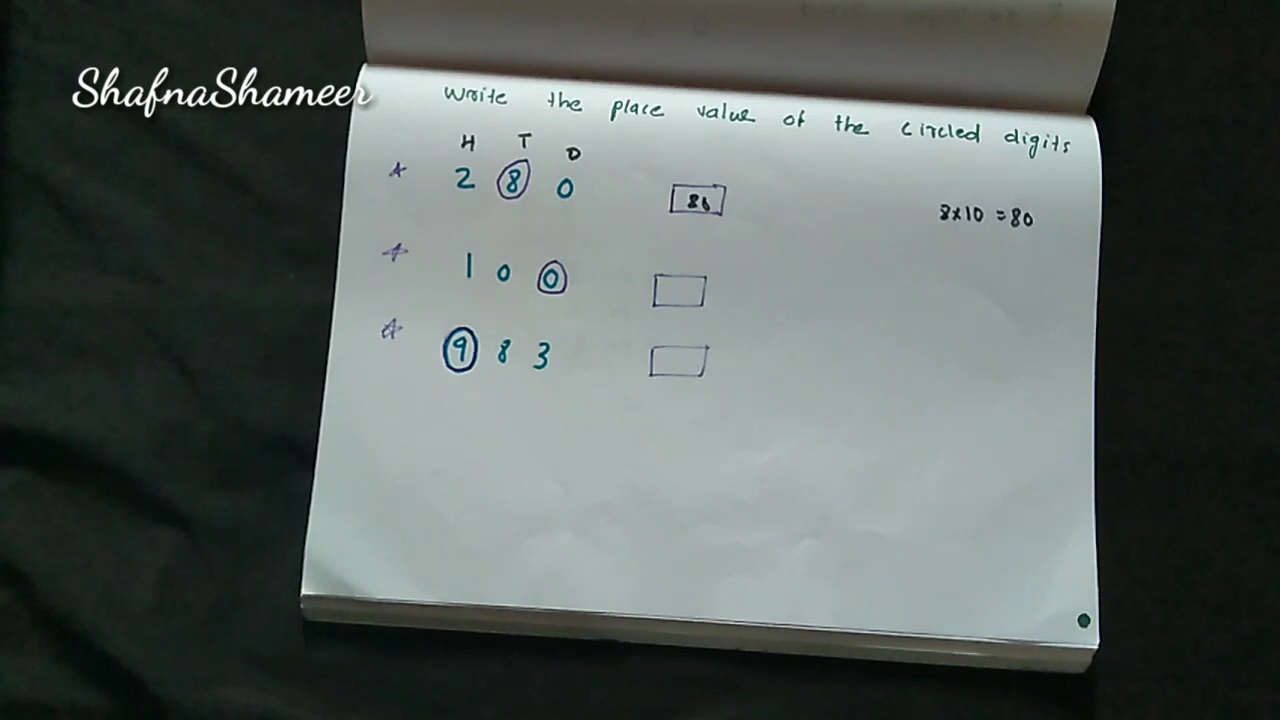 ShafnaShameer
Write the place value of the circled digits
H T O
2 8 0 80 8x10 = 80
1 0 0
9 8 3